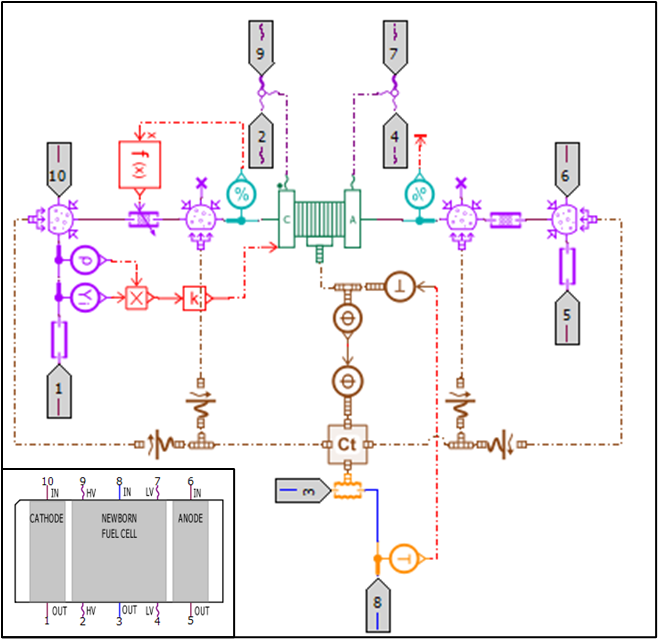 9
7
2
4
10
6
x
f(x)
%
%
C
A
ρ
Yi
X
k
1
5
Ct
3
T
8
10 9 8 7 6
IN HV IN LV IN
CATHODE NEWBORN ANODE
FUEL CELL
OUT HV OUT LV OUT
1 2 3 4 5